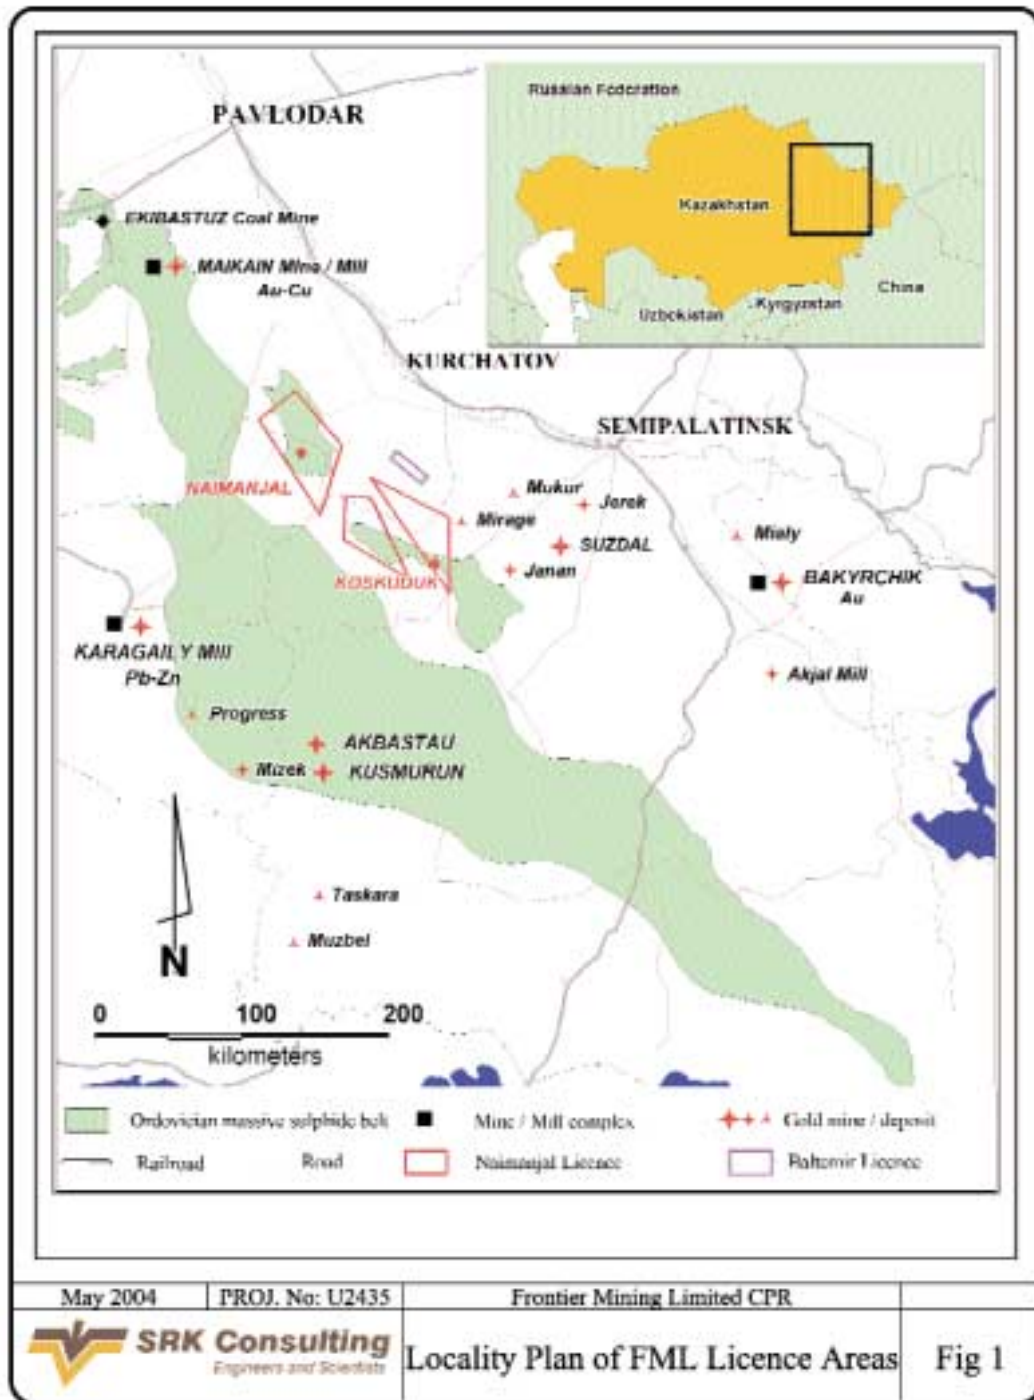 PAVLODAR
Russian Federation
Kazakhstan
China
Uzbekistan
Kyrgyzstan
EKIBASTUZ Coal Mine
MAIKAIN Mine / Mill
Au-Cu
KURCHATOV
SEMIPALATINSK
NAIMANJAL
Mukur
Jerek
Mirage
SUZDAL
Janan
KOSKUDUK
Mialy
BAKYRCHIK
Au
KARAGAILY Mill
Pb-Zn
Akjal Mill
Progress
AKBASTAU
Mizek
KUSMURUN
Taskara
Muzbel
N
0 100 200
kilometers
Ordovician massive sulphide belt
Mine / Mill complex
Gold mine / deposit
Railroad
Road
Naimanjal Licence
Baltemir Licence
May 2004
PROJ. No: U2435
Frontier Mining Limited CPR
SRK Consulting
Engineers and Scientists
Locality Plan of FML Licence Areas
Fig 1